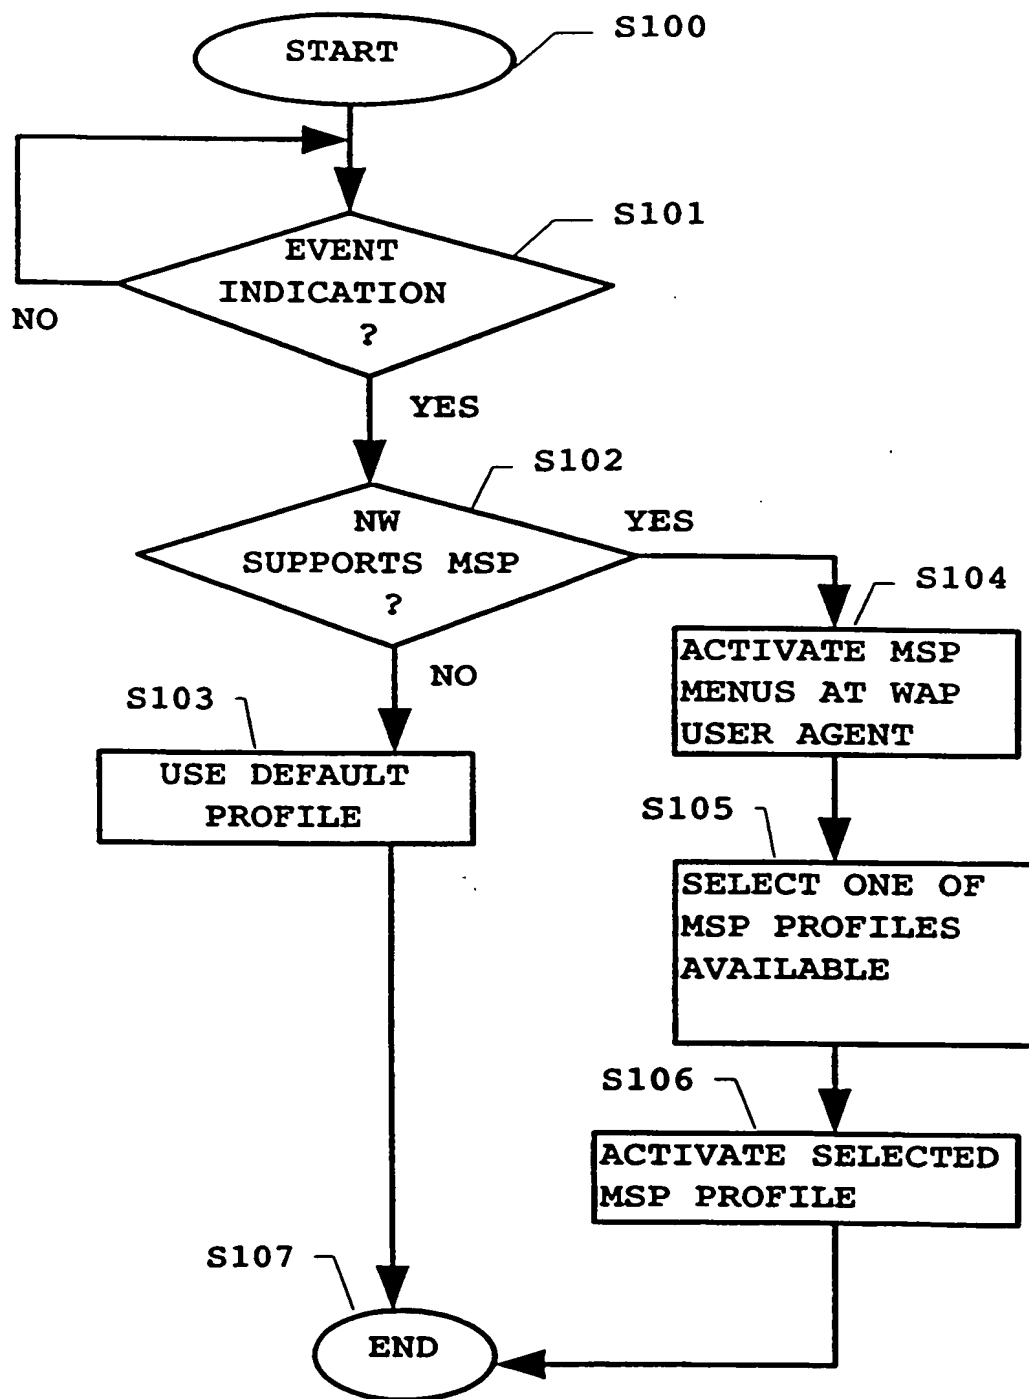 START
S100
S101
EVENT
INDICATION
?
NO
YES
S102
NW
SUPPORTS MSP
?
YES
NO
S103
USE DEFAULT
PROFILE
S104
ACTIVATE MSP
MENUS AT WAP
USER AGENT
S105
SELECT ONE OF
MSP PROFILES
AVAILABLE
S106
ACTIVATE SELECTED
MSP PROFILE
S107
END